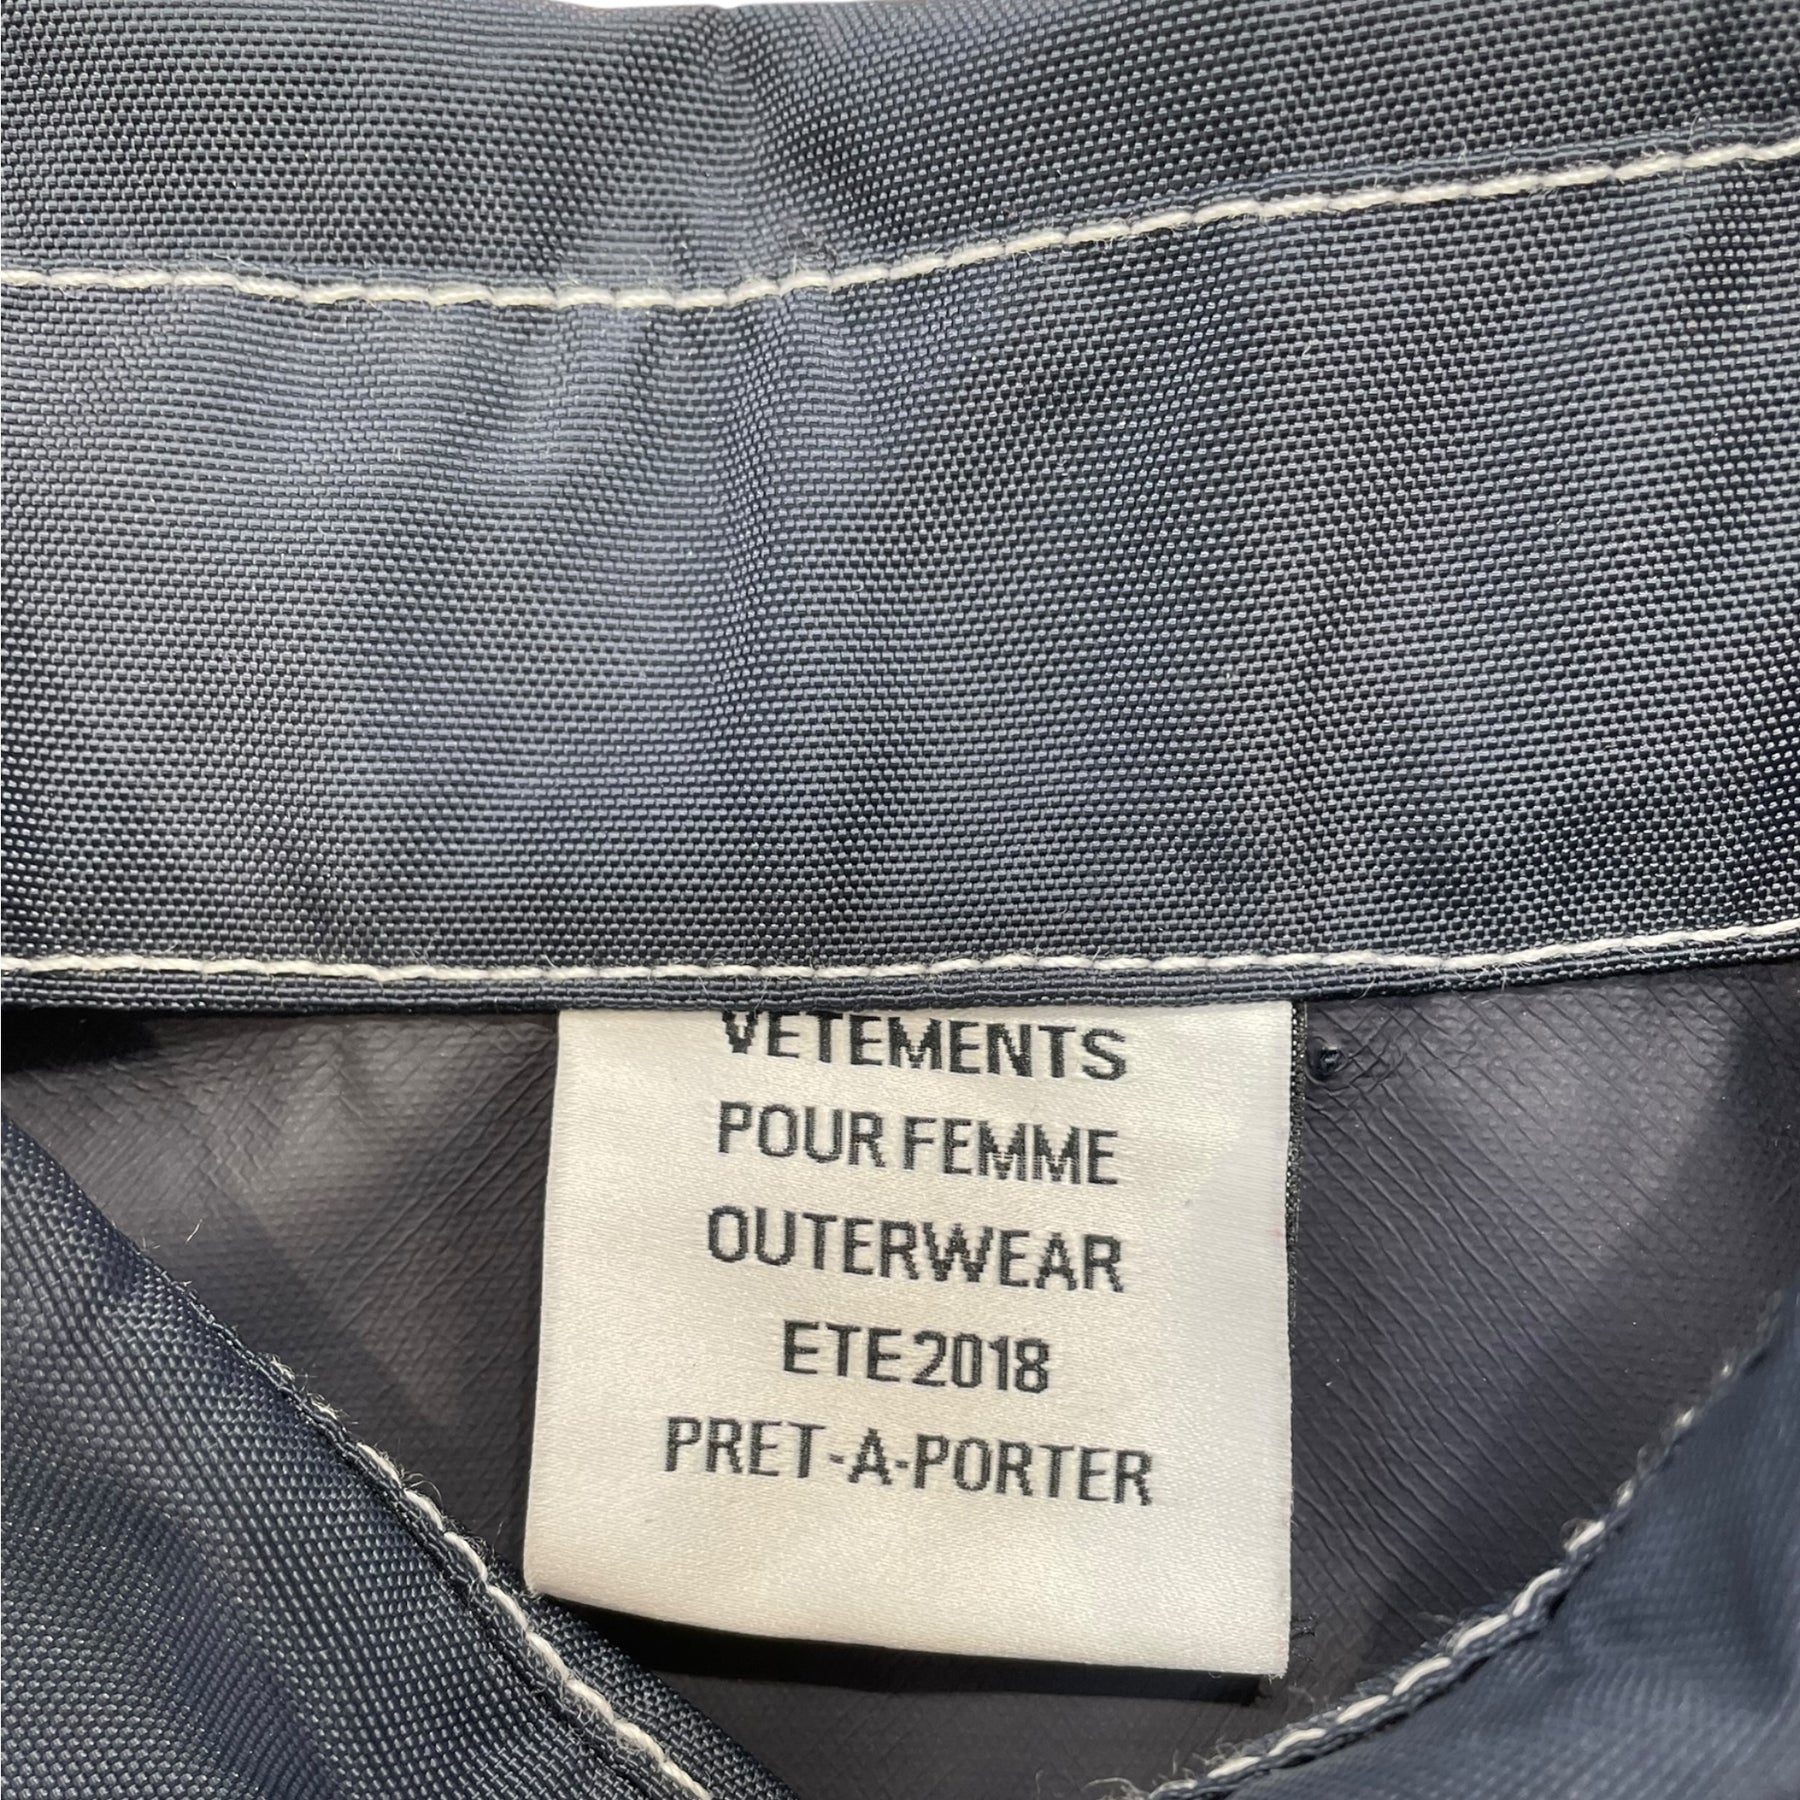 VETEMENTS
POUR FEMME
OUTERWEAR
ETE 2018
PRET-A-PORTER